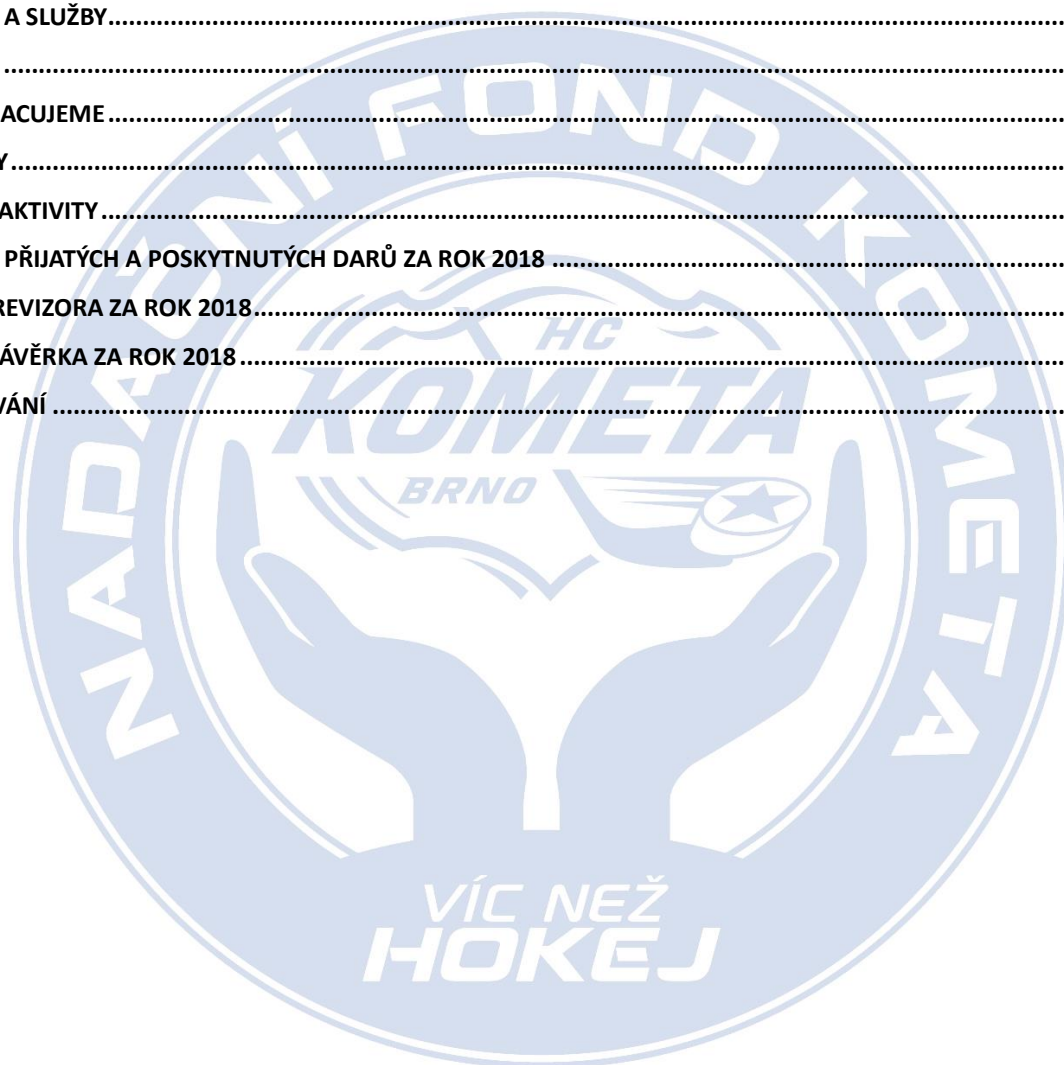 A SLUŽBY
ACUJEME
Y
AKTIVITY
PŘIJATÝCH A POSKYTNUTÝCH DARŮ ZA ROK 2018
REVIZORA ZA ROK 2018
ÁVĚRKA ZA ROK 2018
VÁNÍ
NADAČNÍ FOND KOMETA
HC
KOMETA
BRNO
VÍC NEŽ
HOKEJ